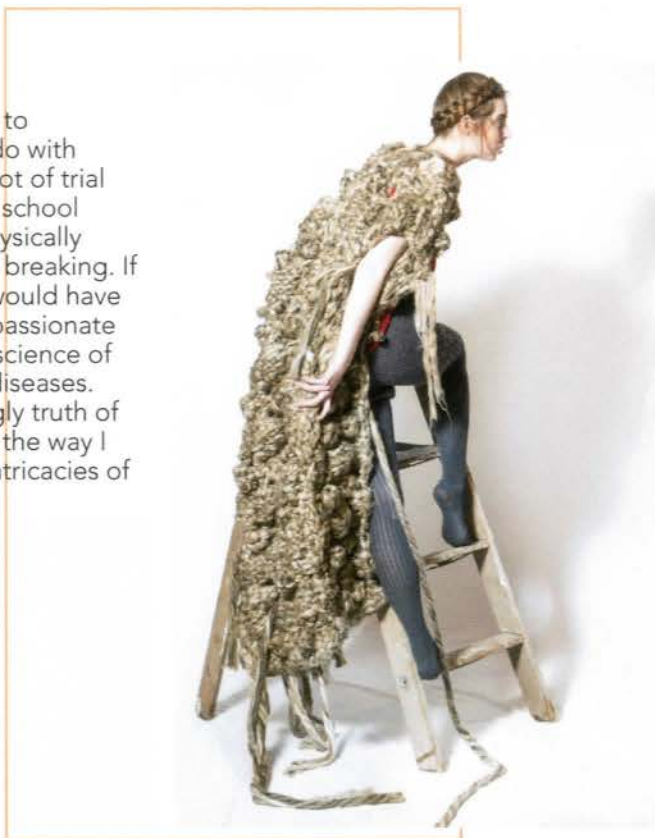 to
do with
ot of trial
school
ysically
breaking. If
would have
passionate
science of
diseases.
gly truth of
the way I
tricacies of